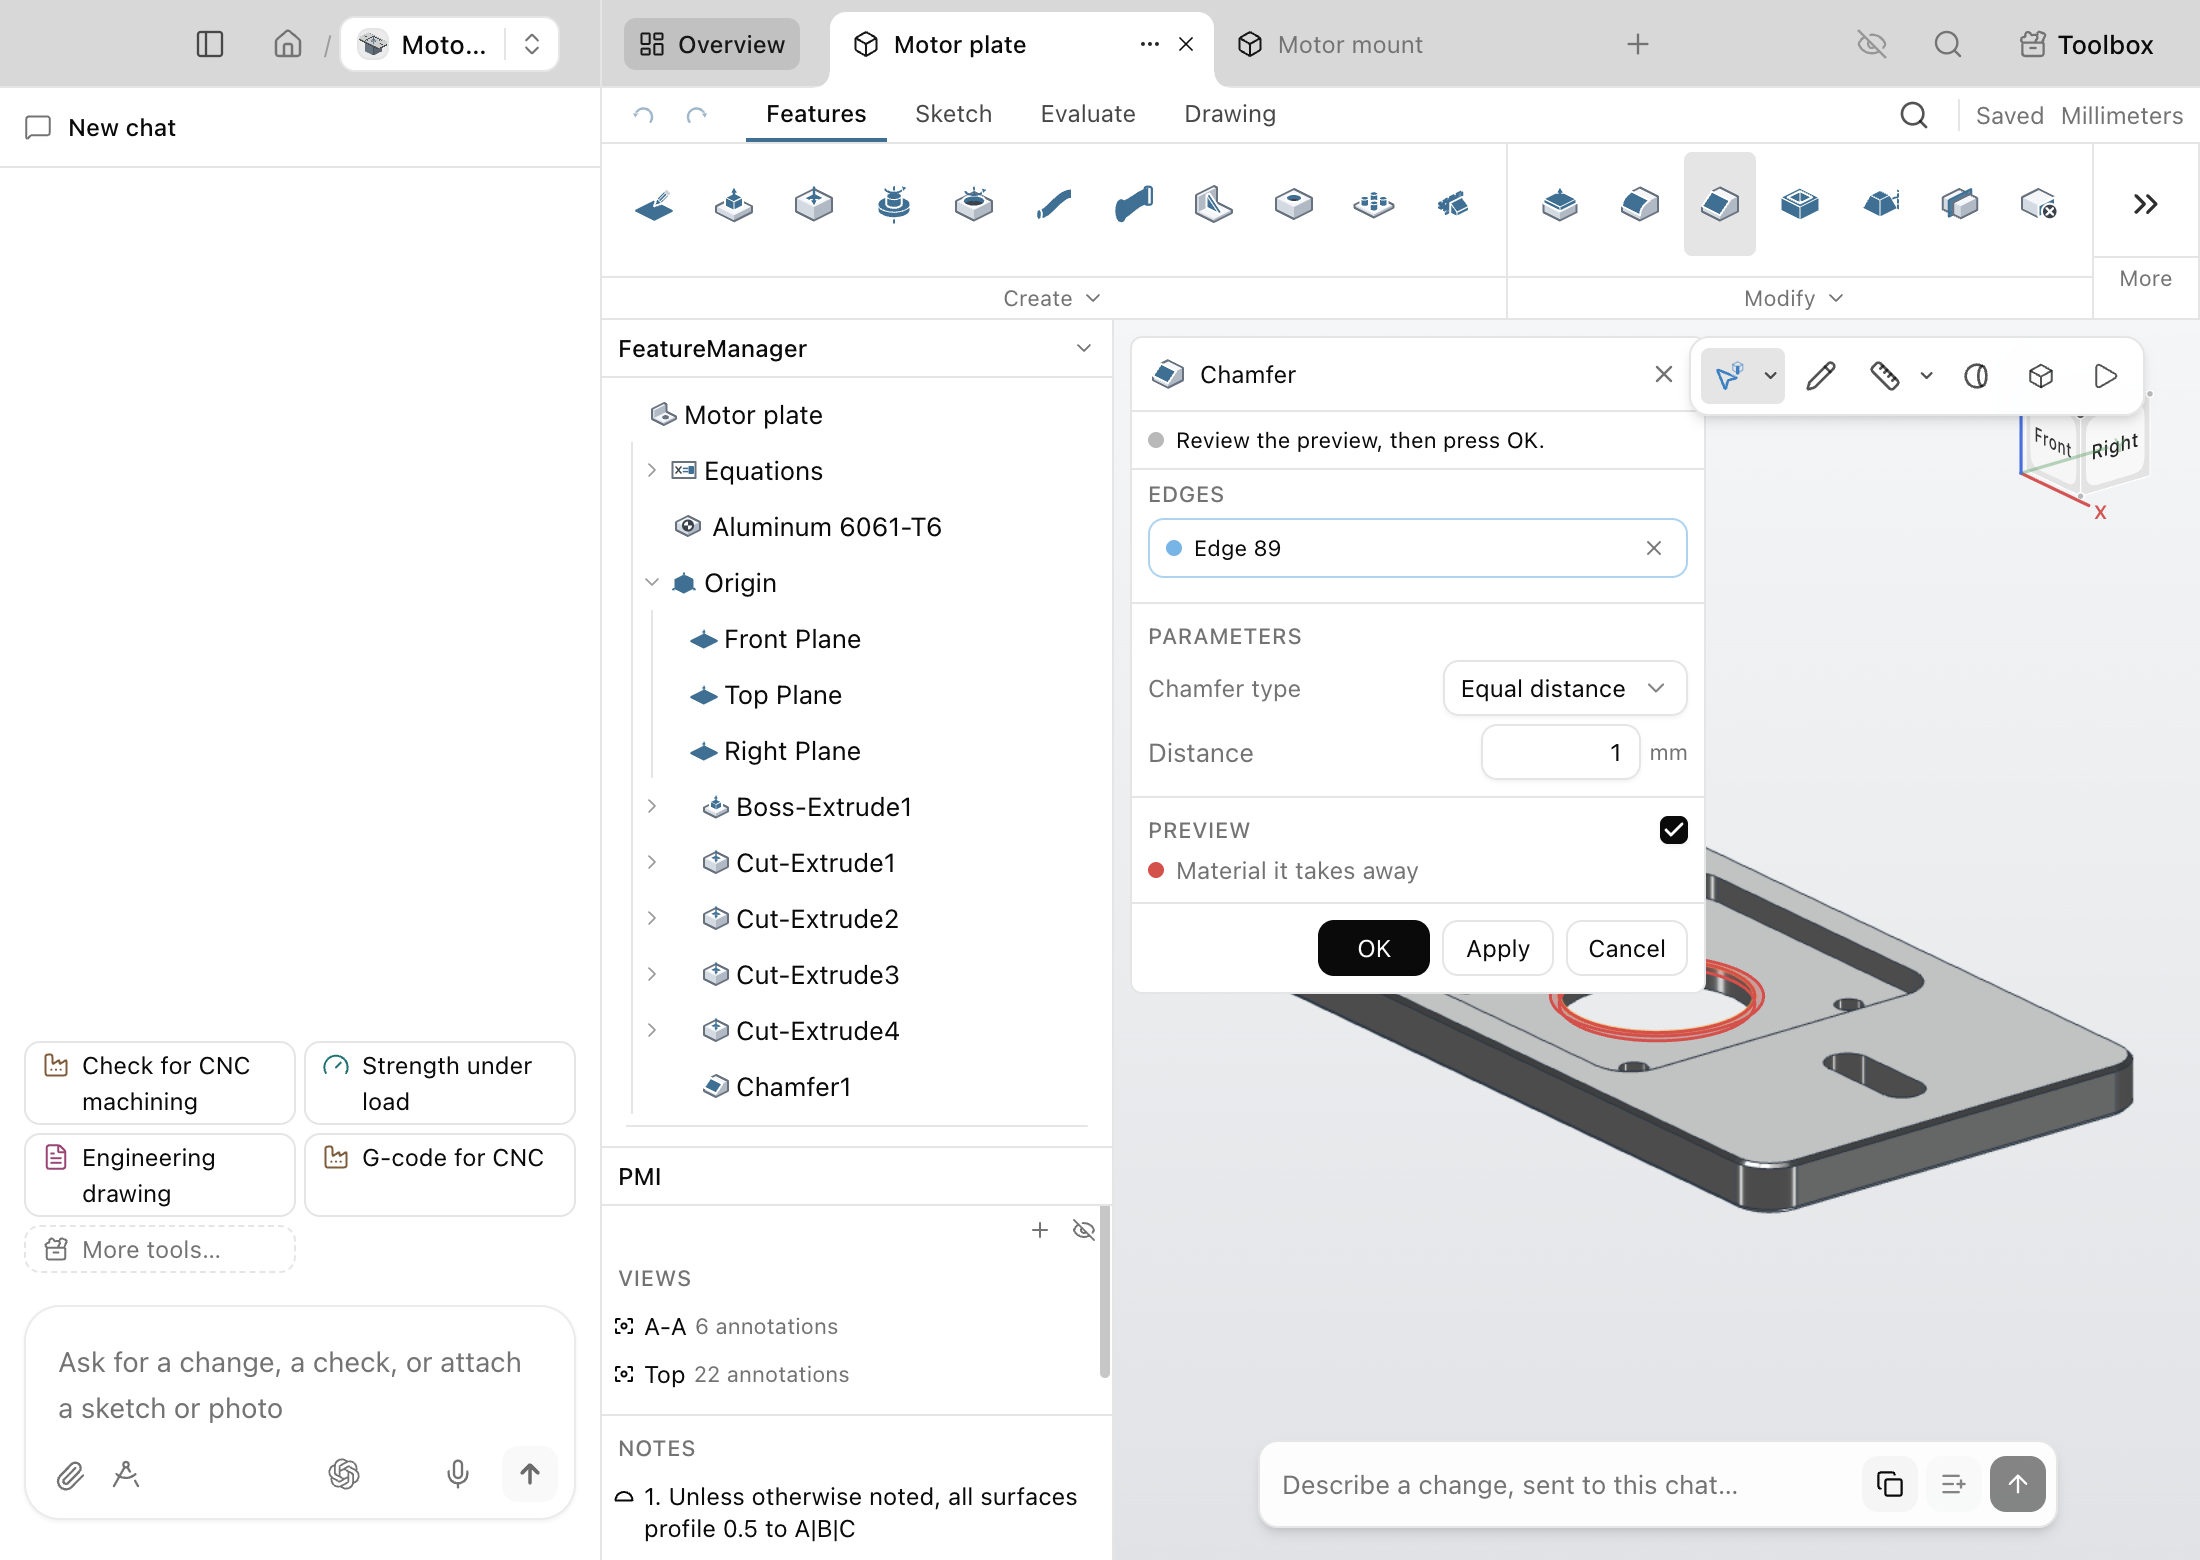 Moto...
/
Overview
Motor plate
Motor mount
Toolbox
New chat
Features
Sketch
Evaluate
Drawing
Saved
Millimeters
Create
Modify
More
FeatureManager
Motor plate
Equations
Aluminum 6061-T6
Origin
Front Plane
Top Plane
Right Plane
Boss-Extrude1
Cut-Extrude1
Cut-Extrude2
Cut-Extrude3
Cut-Extrude4
Chamfer1
PMI
VIEWS
A-A 6 annotations
Top 22 annotations
NOTES
1. Unless otherwise noted, all surfaces
profile 0.5 to A|B|C
Chamfer
Review the preview, then press OK.
EDGES
Edge 89
PARAMETERS
Chamfer type
Equal distance
Distance
1 mm
PREVIEW
Material it takes away
OK
Apply
Cancel
Front
Right
X
Check for CNC
machining
Strength under
load
Engineering
drawing
G-code for CNC
More tools...
Ask for a change, a check, or attach
a sketch or photo
Describe a change, sent to this chat...